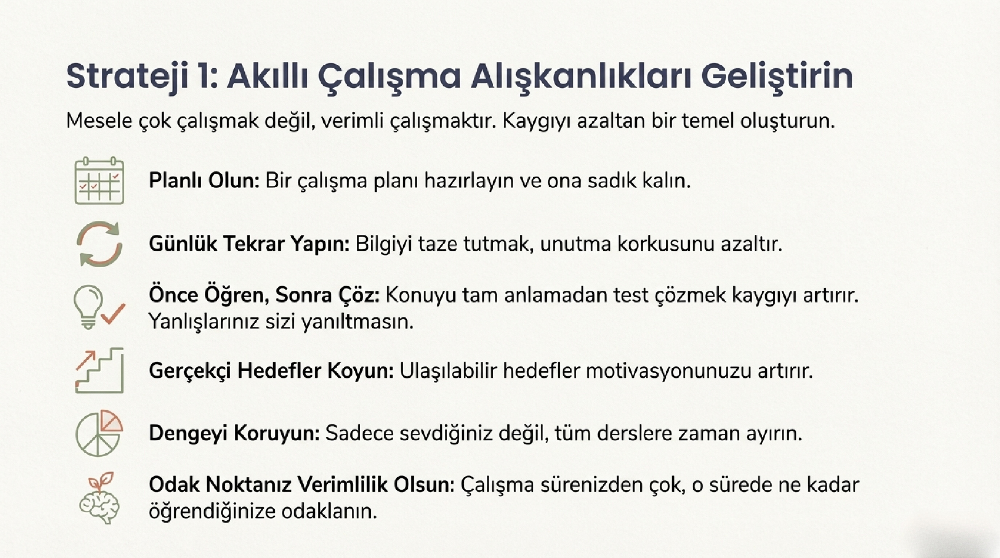 Strateji 1: Akıllı Çalışma Alışkanlıkları Geliştirin
Mesele çok çalışmak değil, verimli çalışmaktır. Kaygıyı azaltan bir temel oluşturun.
Planlı Olun: Bir çalışma planı hazırlayın ve ona sadık kalın.
Günlük Tekrar Yapın: Bilgiyi taze tutmak, unutma korkusunu azaltır.
Önce Öğren, Sonra Çöz: Konuyu tam anlamadan test çözmek kaygıyı artırır.
Yanlışlarınız sizi yanıltmasın.
Gerçekçi Hedefler Koyun: Ulaşılabilir hedefler motivasyonunuzu artırır.
Dengeyi Koruyun: Sadece sevdiğiniz değil, tüm derslere zaman ayırın.
Odak Noktanız Verimlilik Olsun: Çalışma sürenizden çok, o sürede ne kadar
öğrendiğinize odaklanın.